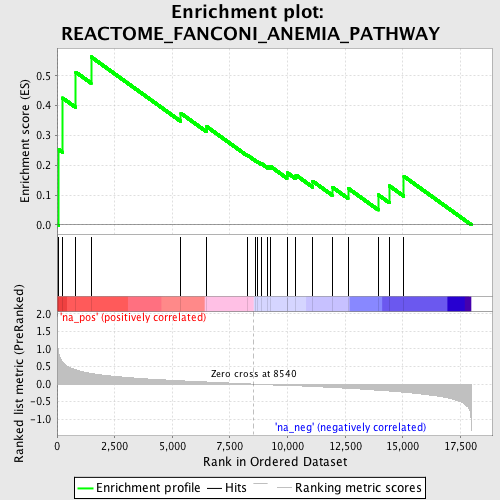 Enrichment plot:
REACTOME_FANCONI_ANEMIA_PATHWAY
Enrichment score (ES)
0.5
0.4
0.3
0.2
0.1
0.0
'na_pos' (positively correlated)
Ranked list metric (PreRanked)
2.0
1.5
1.0
0.5
0.0
-0.5
-1.0
Zero cross at 8540
'na_neg' (negatively correlated)
0 2,500 5,000 7,500 10,000 12,500 15,000 17,500
Rank in Ordered Dataset
Enrichment profile Hits Ranking metric scores